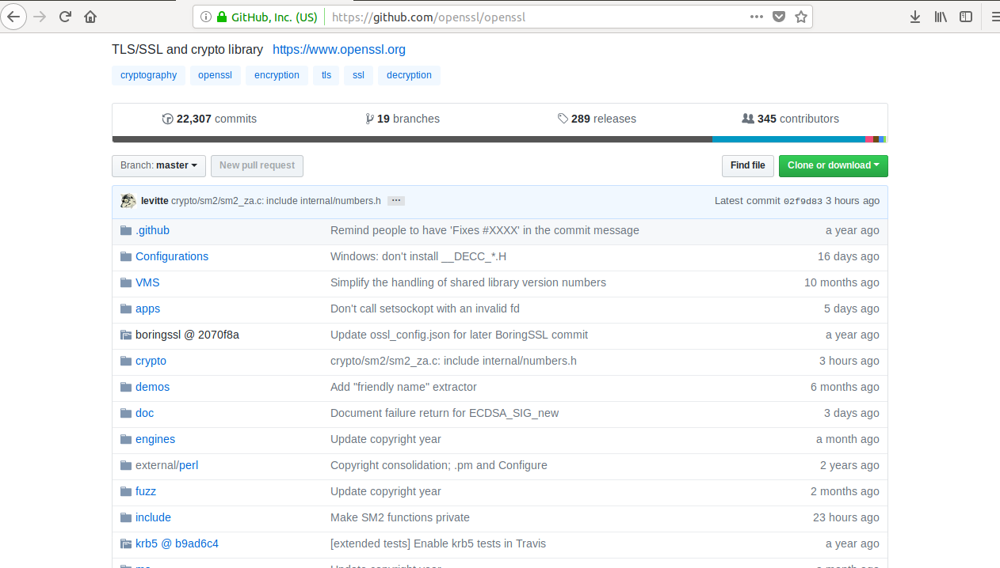 GitHub, Inc. (US) https://github.com/openssl/openssl
TLS/SSL and crypto library https://www.openssl.org
cryptography openssl encryption tls ssl decryption
22,307 commits 19 branches 289 releases 345 contributors
Branch: master New pull request Find file Clone or download
levitte crypto/sm2/sm2_za.c: include internal/numbers.h ... Latest commit 02f9d83 3 hours ago
.github Remind people to have 'Fixes #XXXX' in the commit message a year ago
Configurations Windows: don't install __DECC_*.H 16 days ago
VMS Simplify the handling of shared library version numbers 10 months ago
apps Don't call setsockopt with an invalid fd 5 days ago
boringssl @ 2070f8a Update ossl_config.json for later BoringSSL commit a year ago
crypto crypto/sm2/sm2_za.c: include internal/numbers.h 3 hours ago
demos Add "friendly name" extractor 6 months ago
doc Document failure return for ECDSA_SIG_new 3 days ago
engines Update copyright year a month ago
external/perl Copyright consolidation; .pm and Configure 2 years ago
fuzz Update copyright year 2 months ago
include Make SM2 functions private 23 hours ago
krb5 @ b9ad6c4 [extended tests] Enable krb5 tests in Travis a year ago
Update copyright year a month ago